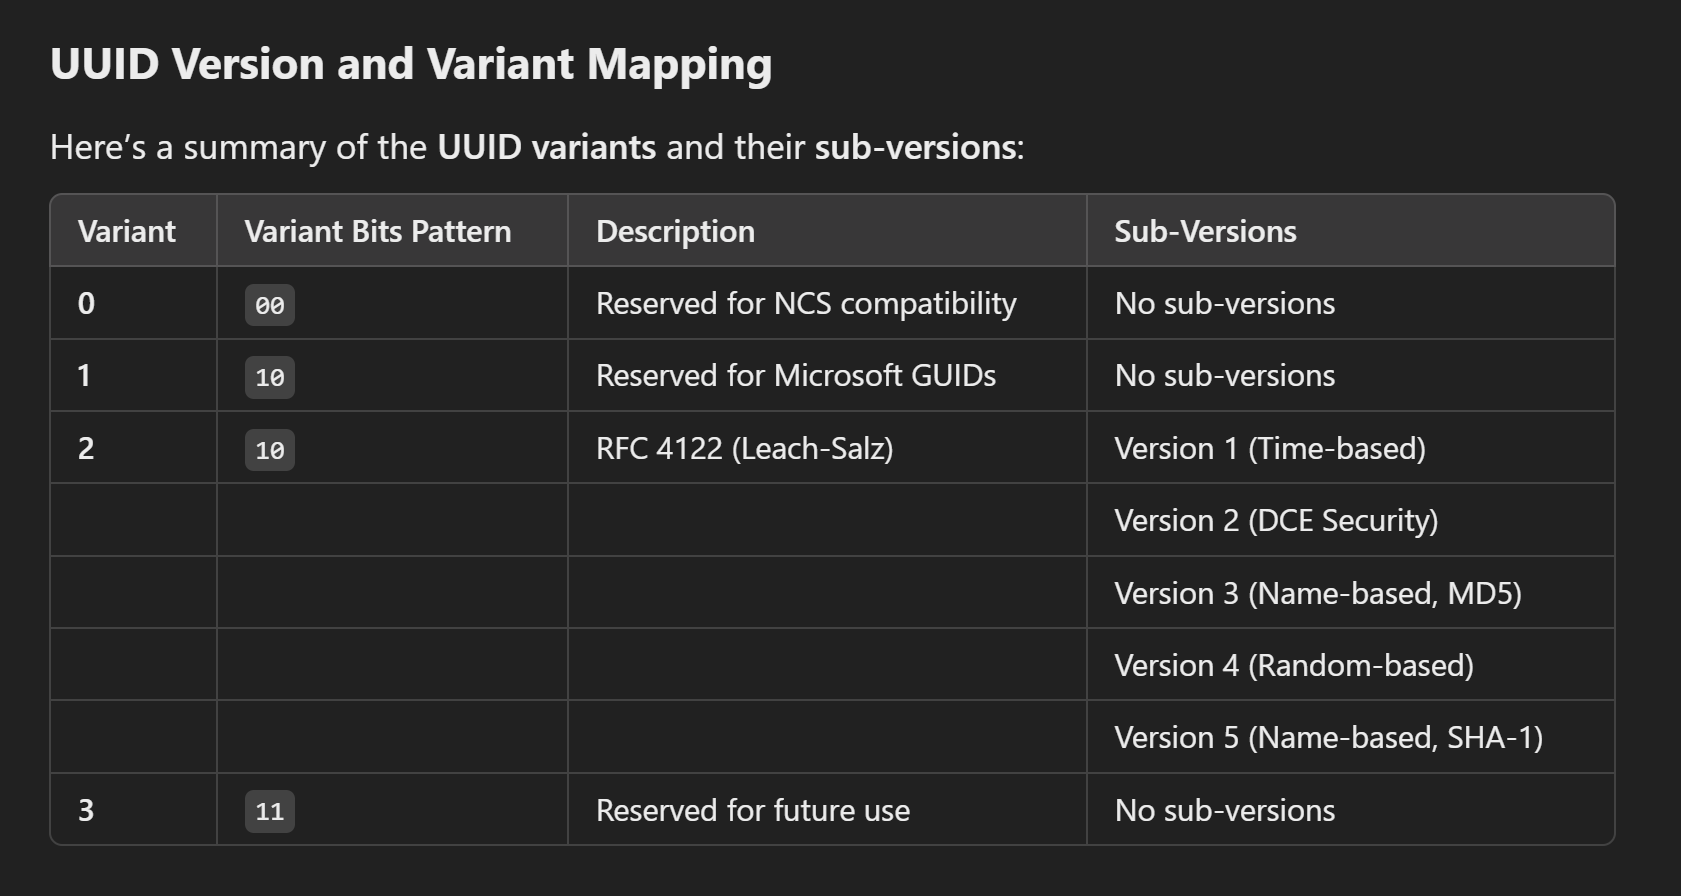 UUID Version and Variant Mapping
Here’s a summary of the UUID variants and their sub-versions:
Variant Variant Bits Pattern Description Sub-Versions
0 00 Reserved for NCS compatibility No sub-versions
1 10 Reserved for Microsoft GUIDs No sub-versions
2 10 RFC 4122 (Leach-Salz) Version 1 (Time-based)
Version 2 (DCE Security)
Version 3 (Name-based, MD5)
Version 4 (Random-based)
Version 5 (Name-based, SHA-1)
3 11 Reserved for future use No sub-versions